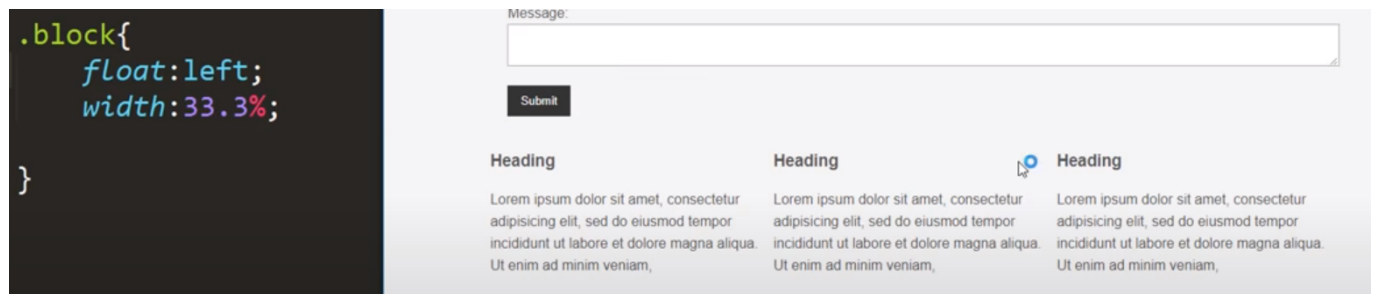 .block{
float:left;
width:33.3%;
}
Message:
Submit
Heading
Lorem ipsum dolor sit amet, consectetur
adipisicing elit, sed do eiusmod tempor
incididunt ut labore et dolore magna aliqua.
Ut enim ad minim veniam,
Heading
Lorem ipsum dolor sit amet, consectetur
adipisicing elit, sed do eiusmod tempor
incididunt ut labore et dolore magna aliqua.
Ut enim ad minim veniam,
Heading
Lorem ipsum dolor sit amet, consectetur
adipisicing elit, sed do eiusmod tempor
incididunt ut labore et dolore magna aliqua.
Ut enim ad minim veniam,